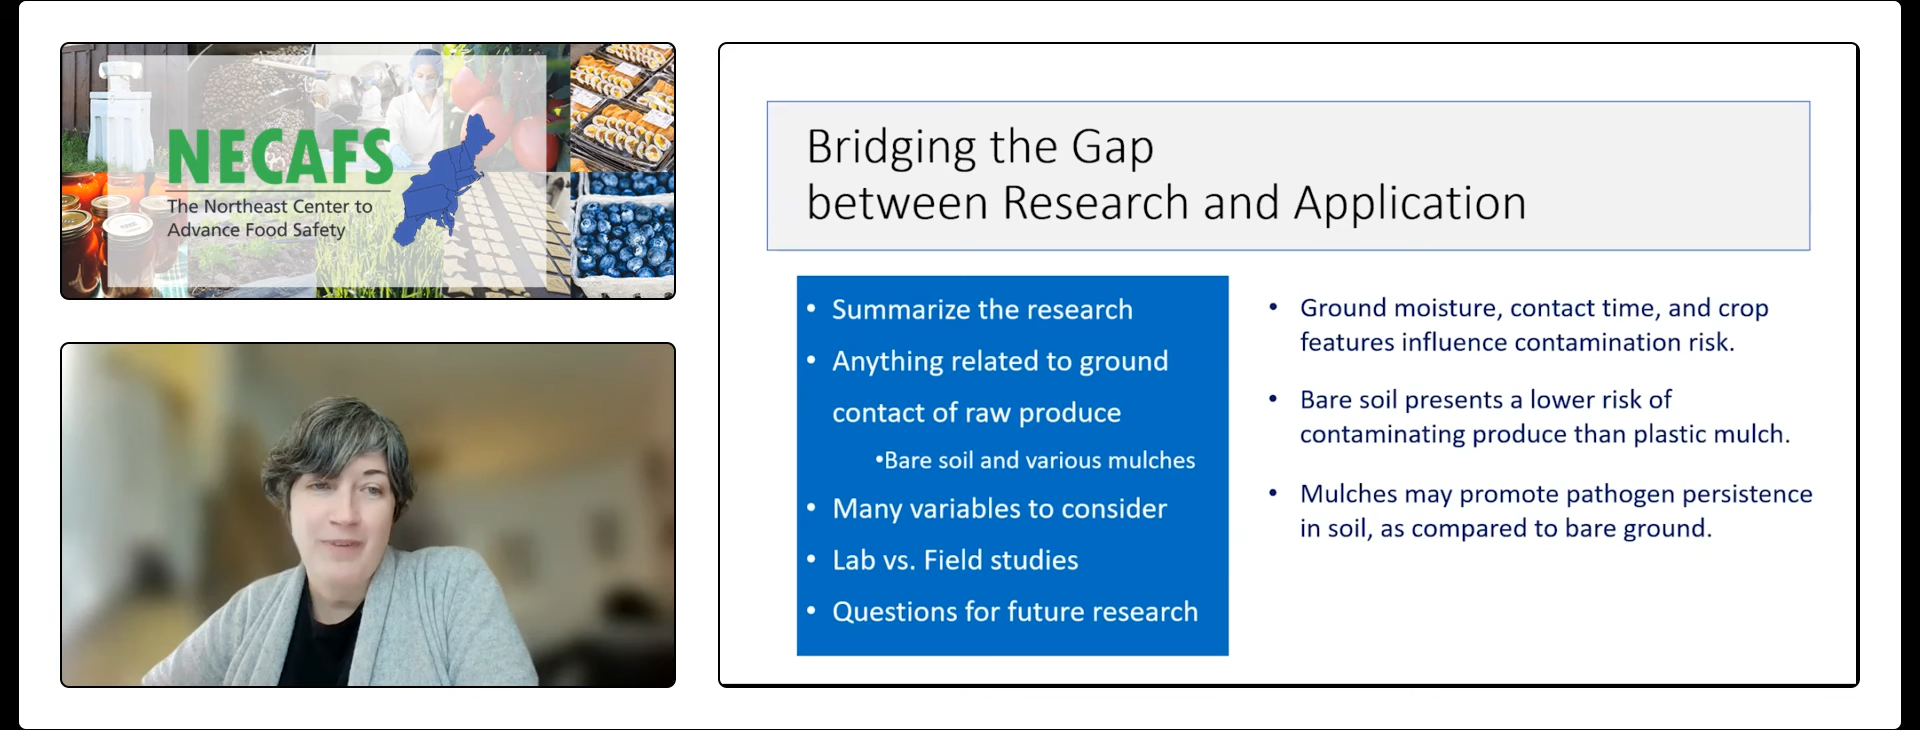 NECAFS
The Northeast Center to
Advance Food Safety
Bridging the Gap
between Research and Application
• Summarize the research
• Anything related to ground
contact of raw produce
•Bare soil and various mulches
• Many variables to consider
• Lab vs. Field studies
• Questions for future research
• Ground moisture, contact time, and crop
features influence contamination risk.
• Bare soil presents a lower risk of
contaminating produce than plastic mulch.
• Mulches may promote pathogen persistence
in soil, as compared to bare ground.